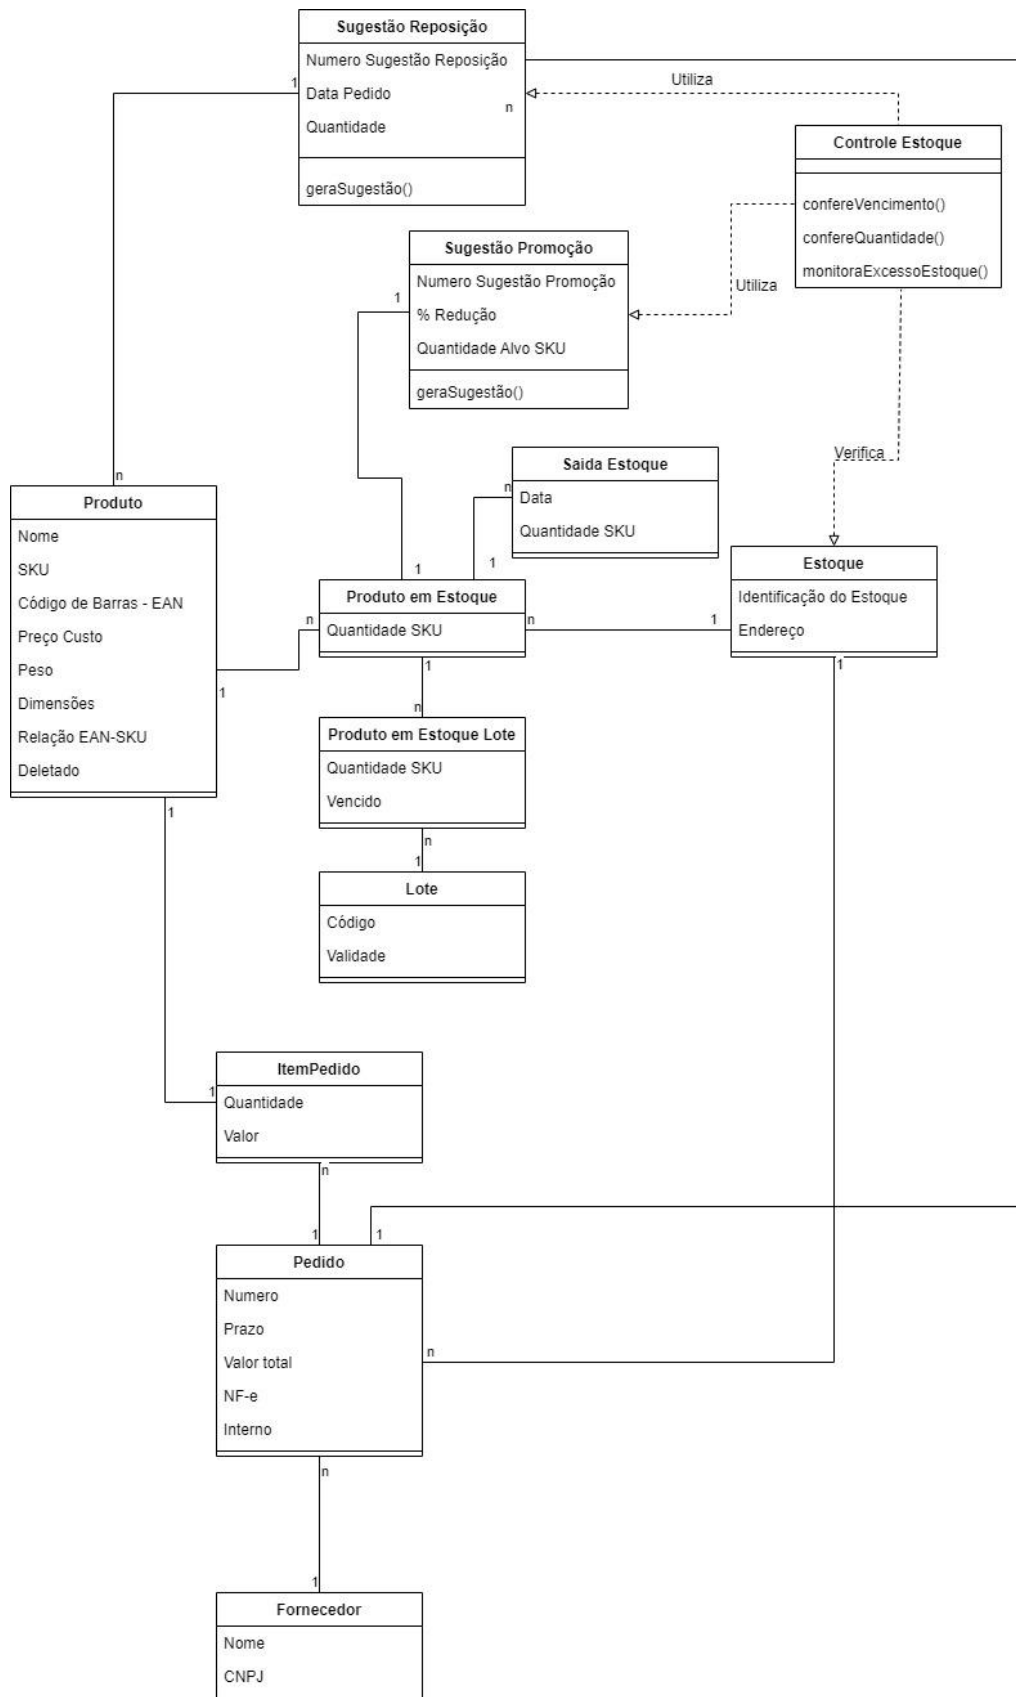 Sugestão Reposição
Numero Sugestão Reposição
Data Pedido
n
Quantidade
geraSugestão()
1
Utiliza
Controle Estoque
confereVencimento()
confereQuantidade()
monitoraExcessoEstoque()
Sugestão Promoção
Numero Sugestão Promoção
% Redução
Quantidade Alvo SKU
geraSugestão()
1
Utiliza
Verifica
Saida Estoque
n
Data
Quantidade SKU
1
n
Produto
Nome
SKU
Código de Barras - EAN
Preço Custo
Peso
Dimensões
Relação EAN-SKU
Deletado
1
n
1
Produto em Estoque
Quantidade SKU
n
1
Estoque
Identificação do Estoque
Endereço
1
1
n
Produto em Estoque Lote
Quantidade SKU
Vencido
n
1
Lote
Código
Validade
1
1
ItemPedido
Quantidade
Valor
n
1
1
Pedido
Numero
Prazo
Valor total
NF-e
Interno
n
n
1
Fornecedor
Nome
CNPJ